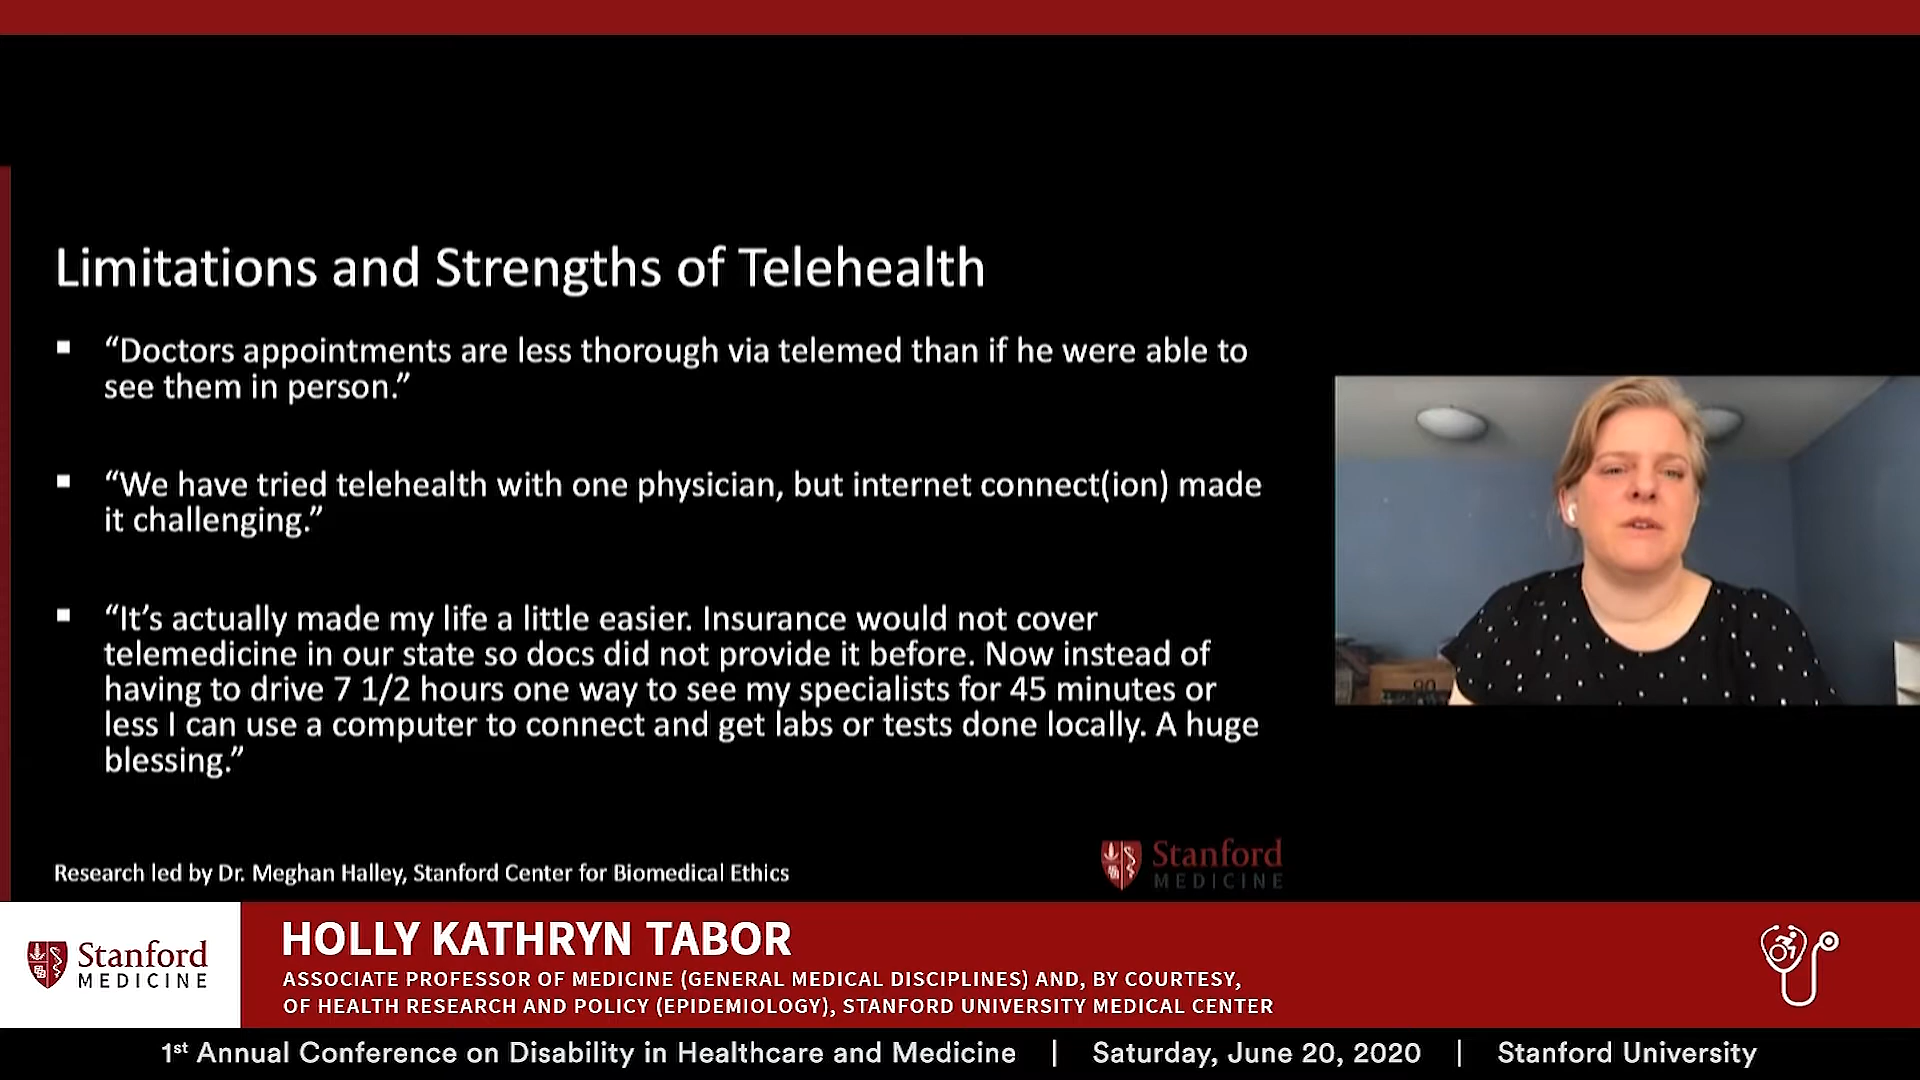 Limitations and Strengths of Telehealth
▪ “Doctors appointments are less thorough via telemed than if he were able to
see them in person.”
▪ “We have tried telehealth with one physician, but internet connect(ion) made
it challenging.”
▪ “It’s actually made my life a little easier. Insurance would not cover
telemedicine in our state so docs did not provide it before. Now instead of
having to drive 7 1/2 hours one way to see my specialists for 45 minutes or
less I can use a computer to connect and get labs or tests done locally. A huge
blessing.”
90
Research led by Dr. Meghan Halley, Stanford Center for Biomedical Ethics
Stanford
MEDICINE
Stanford
MEDICINE
HOLLY KATHRYN TABOR
ASSOCIATE PROFESSOR OF MEDICINE (GENERAL MEDICAL DISCIPLINES) AND, BY COURTESY,
OF HEALTH RESEARCH AND POLICY (EPIDEMIOLOGY), STANFORD UNIVERSITY MEDICAL CENTER
1st Annual Conference on Disability in Healthcare and Medicine | Saturday, June 20, 2020 | Stanford University